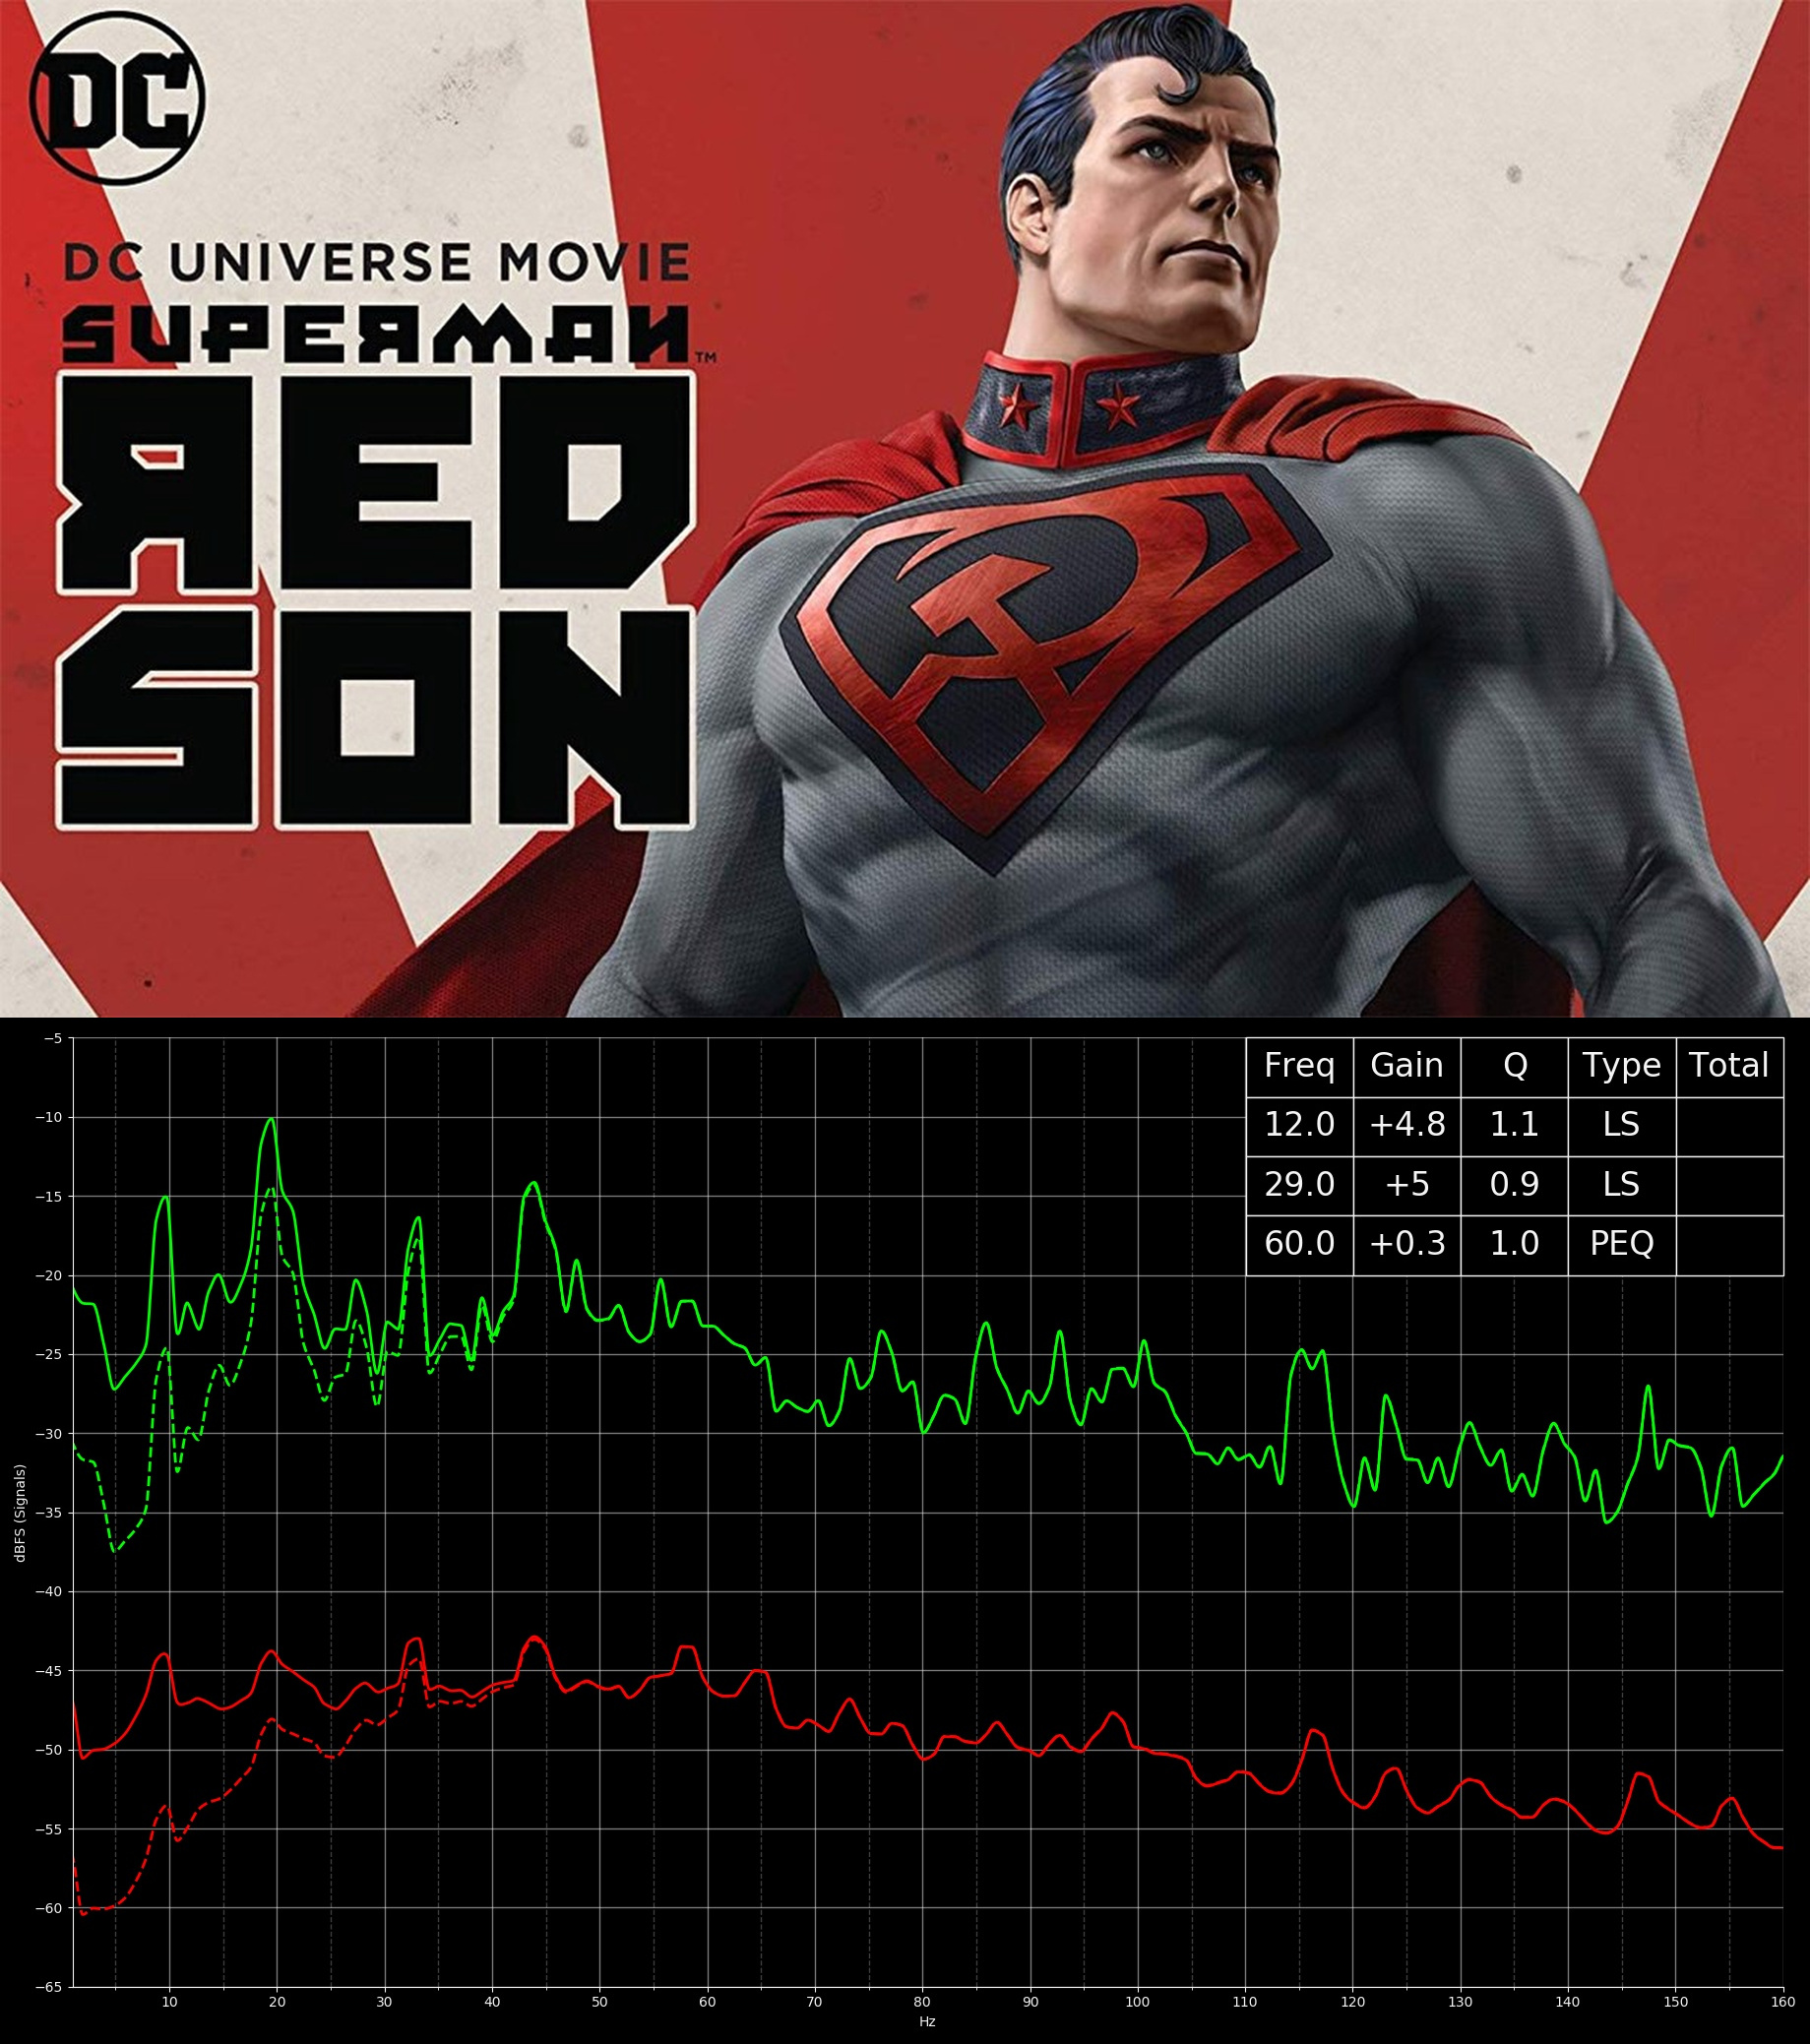 DC
DC UNIVERSE MOVIE
SUPEЯMAИ™
ЯED
SON
Freq Gain Q Type Total
12.0 +4.8 1.1 LS
29.0 +5 0.9 LS
60.0 +0.3 1.0 PEQ
−5
−10
−15
−20
−25
−30
−35
−40
−45
−50
−55
−60
−65
dBFS (Signals)
10 20 30 40 50 60 70 80 90 100 110 120 130 140 150 160
Hz